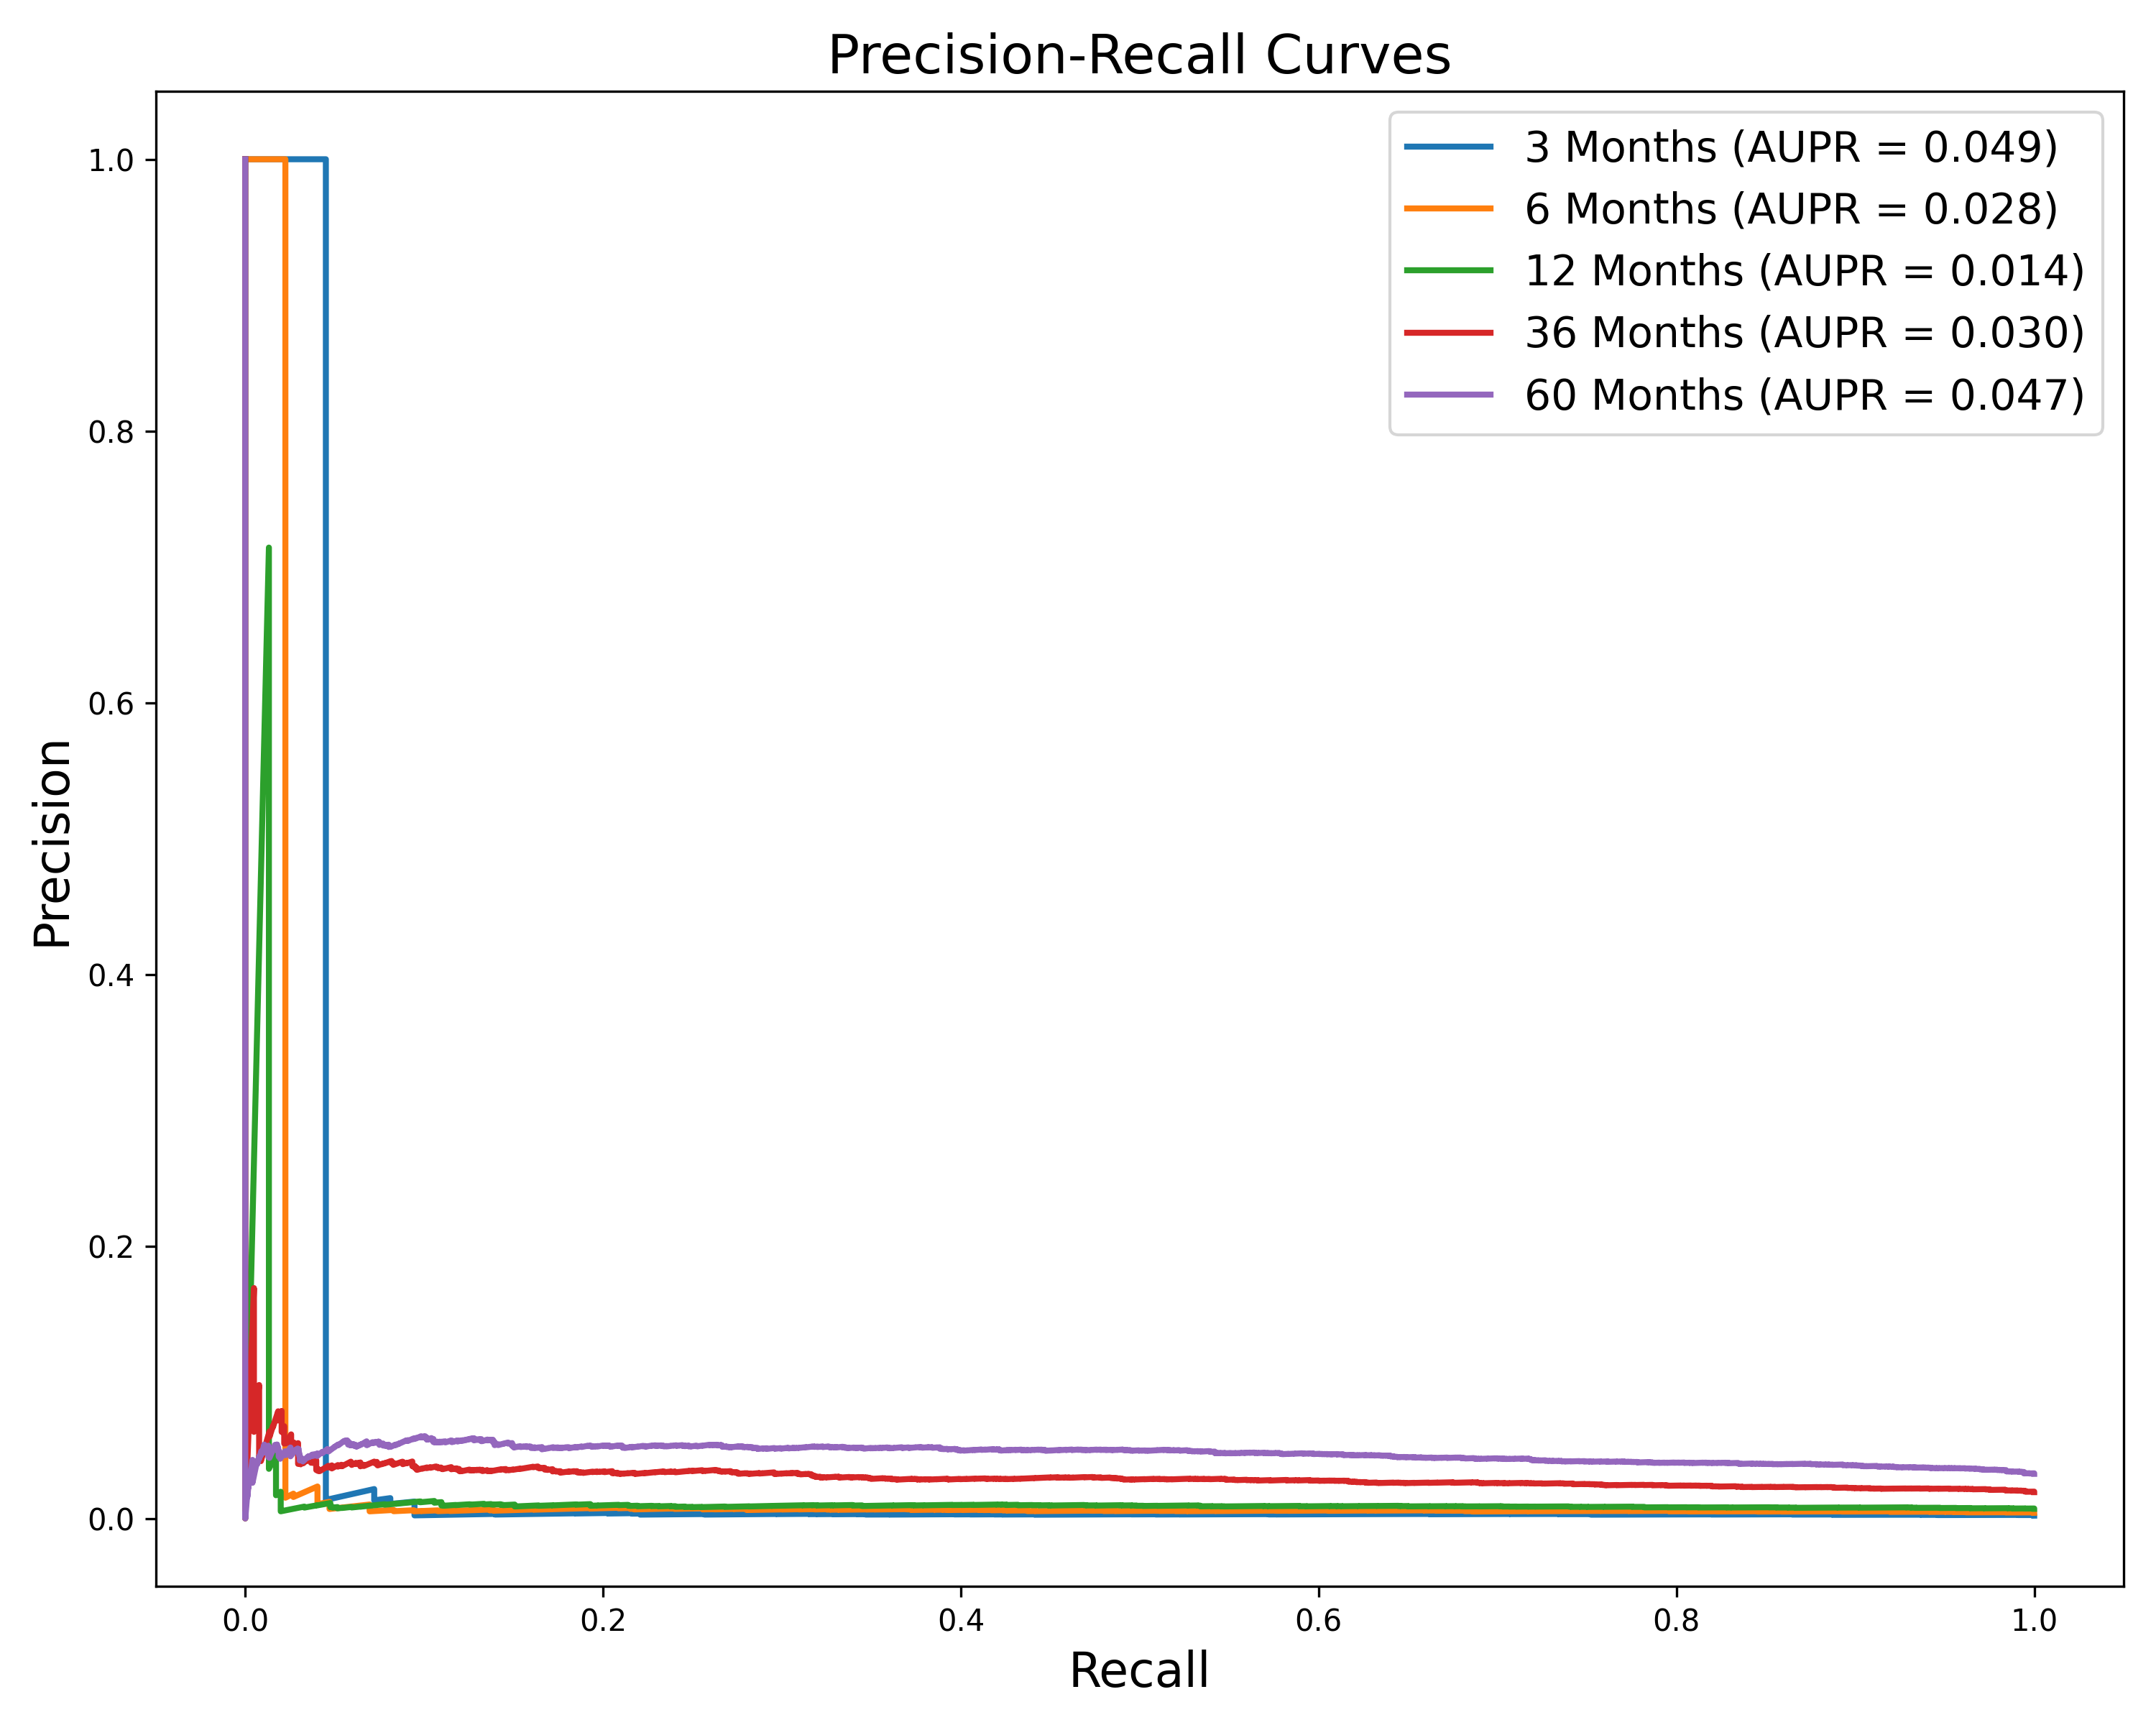 Precision-Recall Curves
3 Months (AUPR = 0.049)
6 Months (AUPR = 0.028)
12 Months (AUPR = 0.014)
36 Months (AUPR = 0.030)
60 Months (AUPR = 0.047)
Precision
1.0
0.8
0.6
0.4
0.2
0.0
0.0 0.2 0.4 0.6 0.8 1.0
Recall